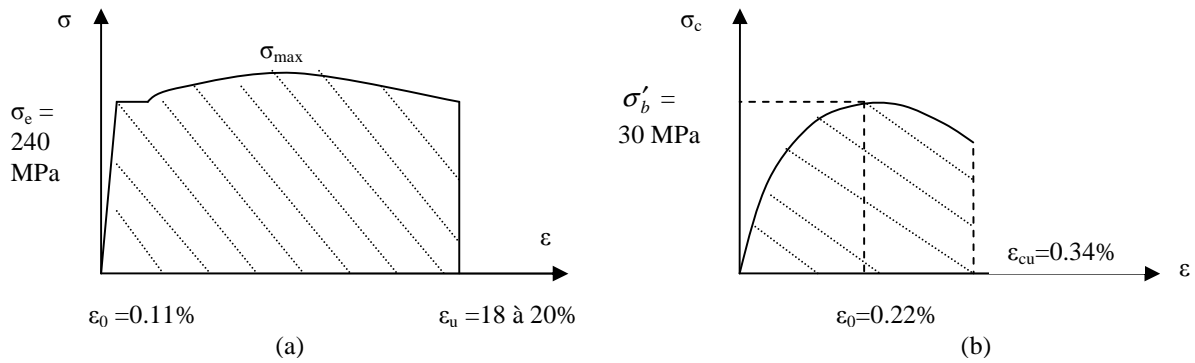 σ
σmax
σe =
240
MPa
ε
ε0 =0.11%
εu =18 à 20%
(a)
σc
σ′b =
30 MPa
εcu=0.34%
ε
ε0=0.22%
(b)